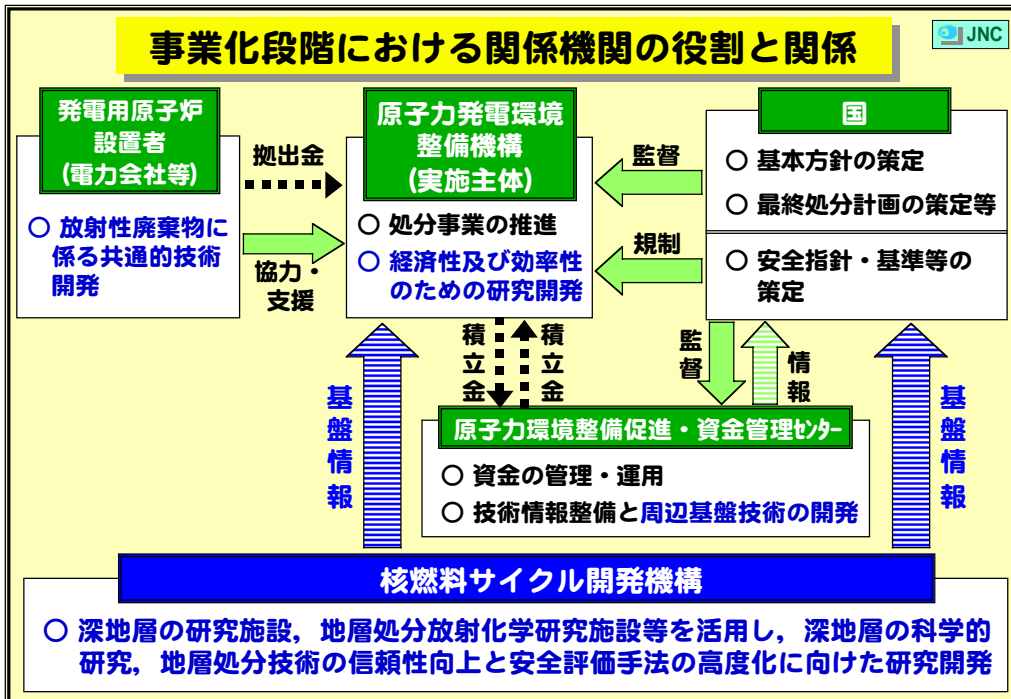 事業化段階における関係機関の役割と関係
JNC
発電用原子炉
設置者
(電力会社等)
○ 放射性廃棄物に
係る共通的技術
開発
拠出金
協力・
支援
原子力発電環境
整備機構
(実施主体)
○ 処分事業の推進
○ 経済性及び効率性
のための研究開発
監督
規制
国
○ 基本方針の策定
○ 最終処分計画の策定等
○ 安全指針・基準等の
策定
積立金
積立金
監督
情報
基盤情報
基盤情報
原子力環境整備促進・資金管理ｾﾝﾀｰ
○ 資金の管理・運用
○ 技術情報整備と周辺基盤技術の開発
核燃料サイクル開発機構
○ 深地層の研究施設，地層処分放射化学研究施設等を活用し，深地層の科学的
研究，地層処分技術の信頼性向上と安全評価手法の高度化に向けた研究開発